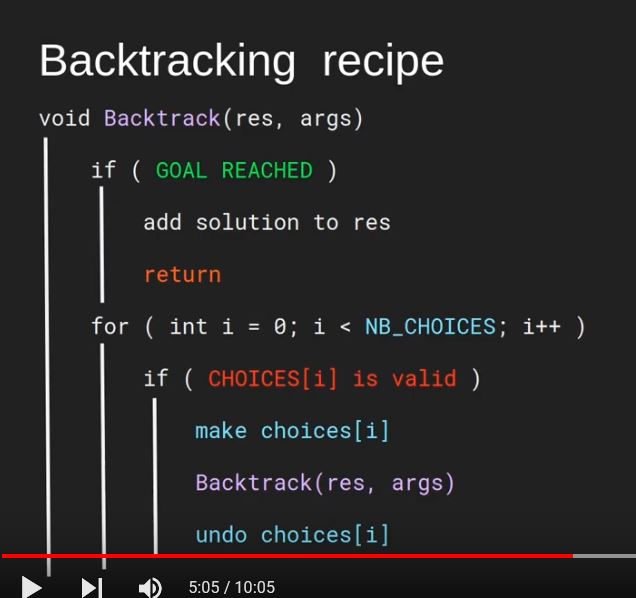 Backtracking recipe
void Backtrack(res, args)
if ( GOAL REACHED )
add solution to res
return
for ( int i = 0; i < NB_CHOICES; i++ )
if ( CHOICES[i] is valid )
make choices[i]
Backtrack(res, args)
undo choices[i]
5:05 / 10:05